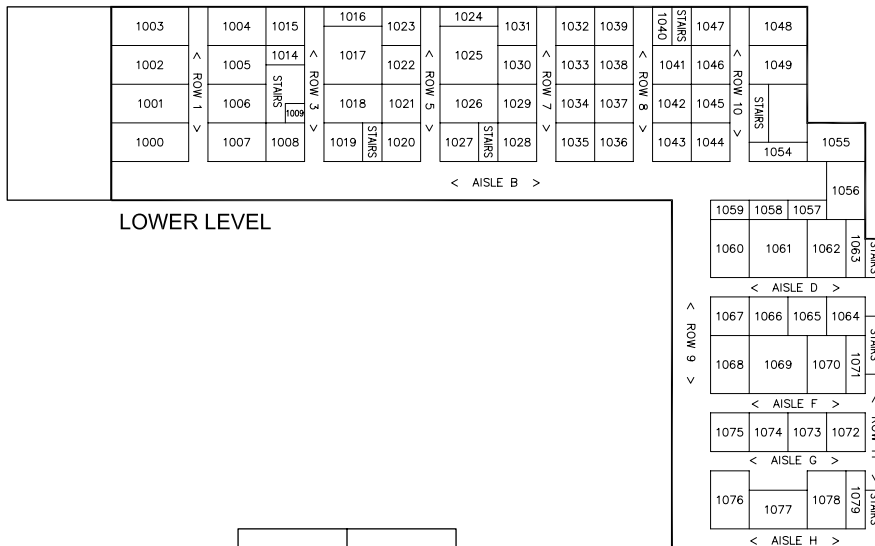 1003 1004 1015 1016 1023 1024 1031 1032 1039 1040 STAIRS 1047 1048
1014 1017 1025
1002 1005 1022 1030 1033 1038 1041 1046 1049
< ROW 1 > STAIRS < ROW 3 > < ROW 5 > < ROW 7 > < ROW 8 > < ROW 10 > STAIRS
1001 1006 1009 1018 1021 1026 1029 1034 1037 1042 1045
1000 1007 1008 1019 STAIRS 1020 1027 STAIRS 1028 1035 1036 1043 1044 1054 1055
< AISLE B >
1056
LOWER LEVEL
1059 1058 1057
1060 1061 1062 1063 STAIRS
< AISLE D >
1067 1066 1065 1064
< ROW 9 > STAIRS
1068 1069 1070 1071
< AISLE F >
1075 1074 1073 1072
< AISLE G >
1076 1077 1078 1079 STAIRS
< AISLE H >